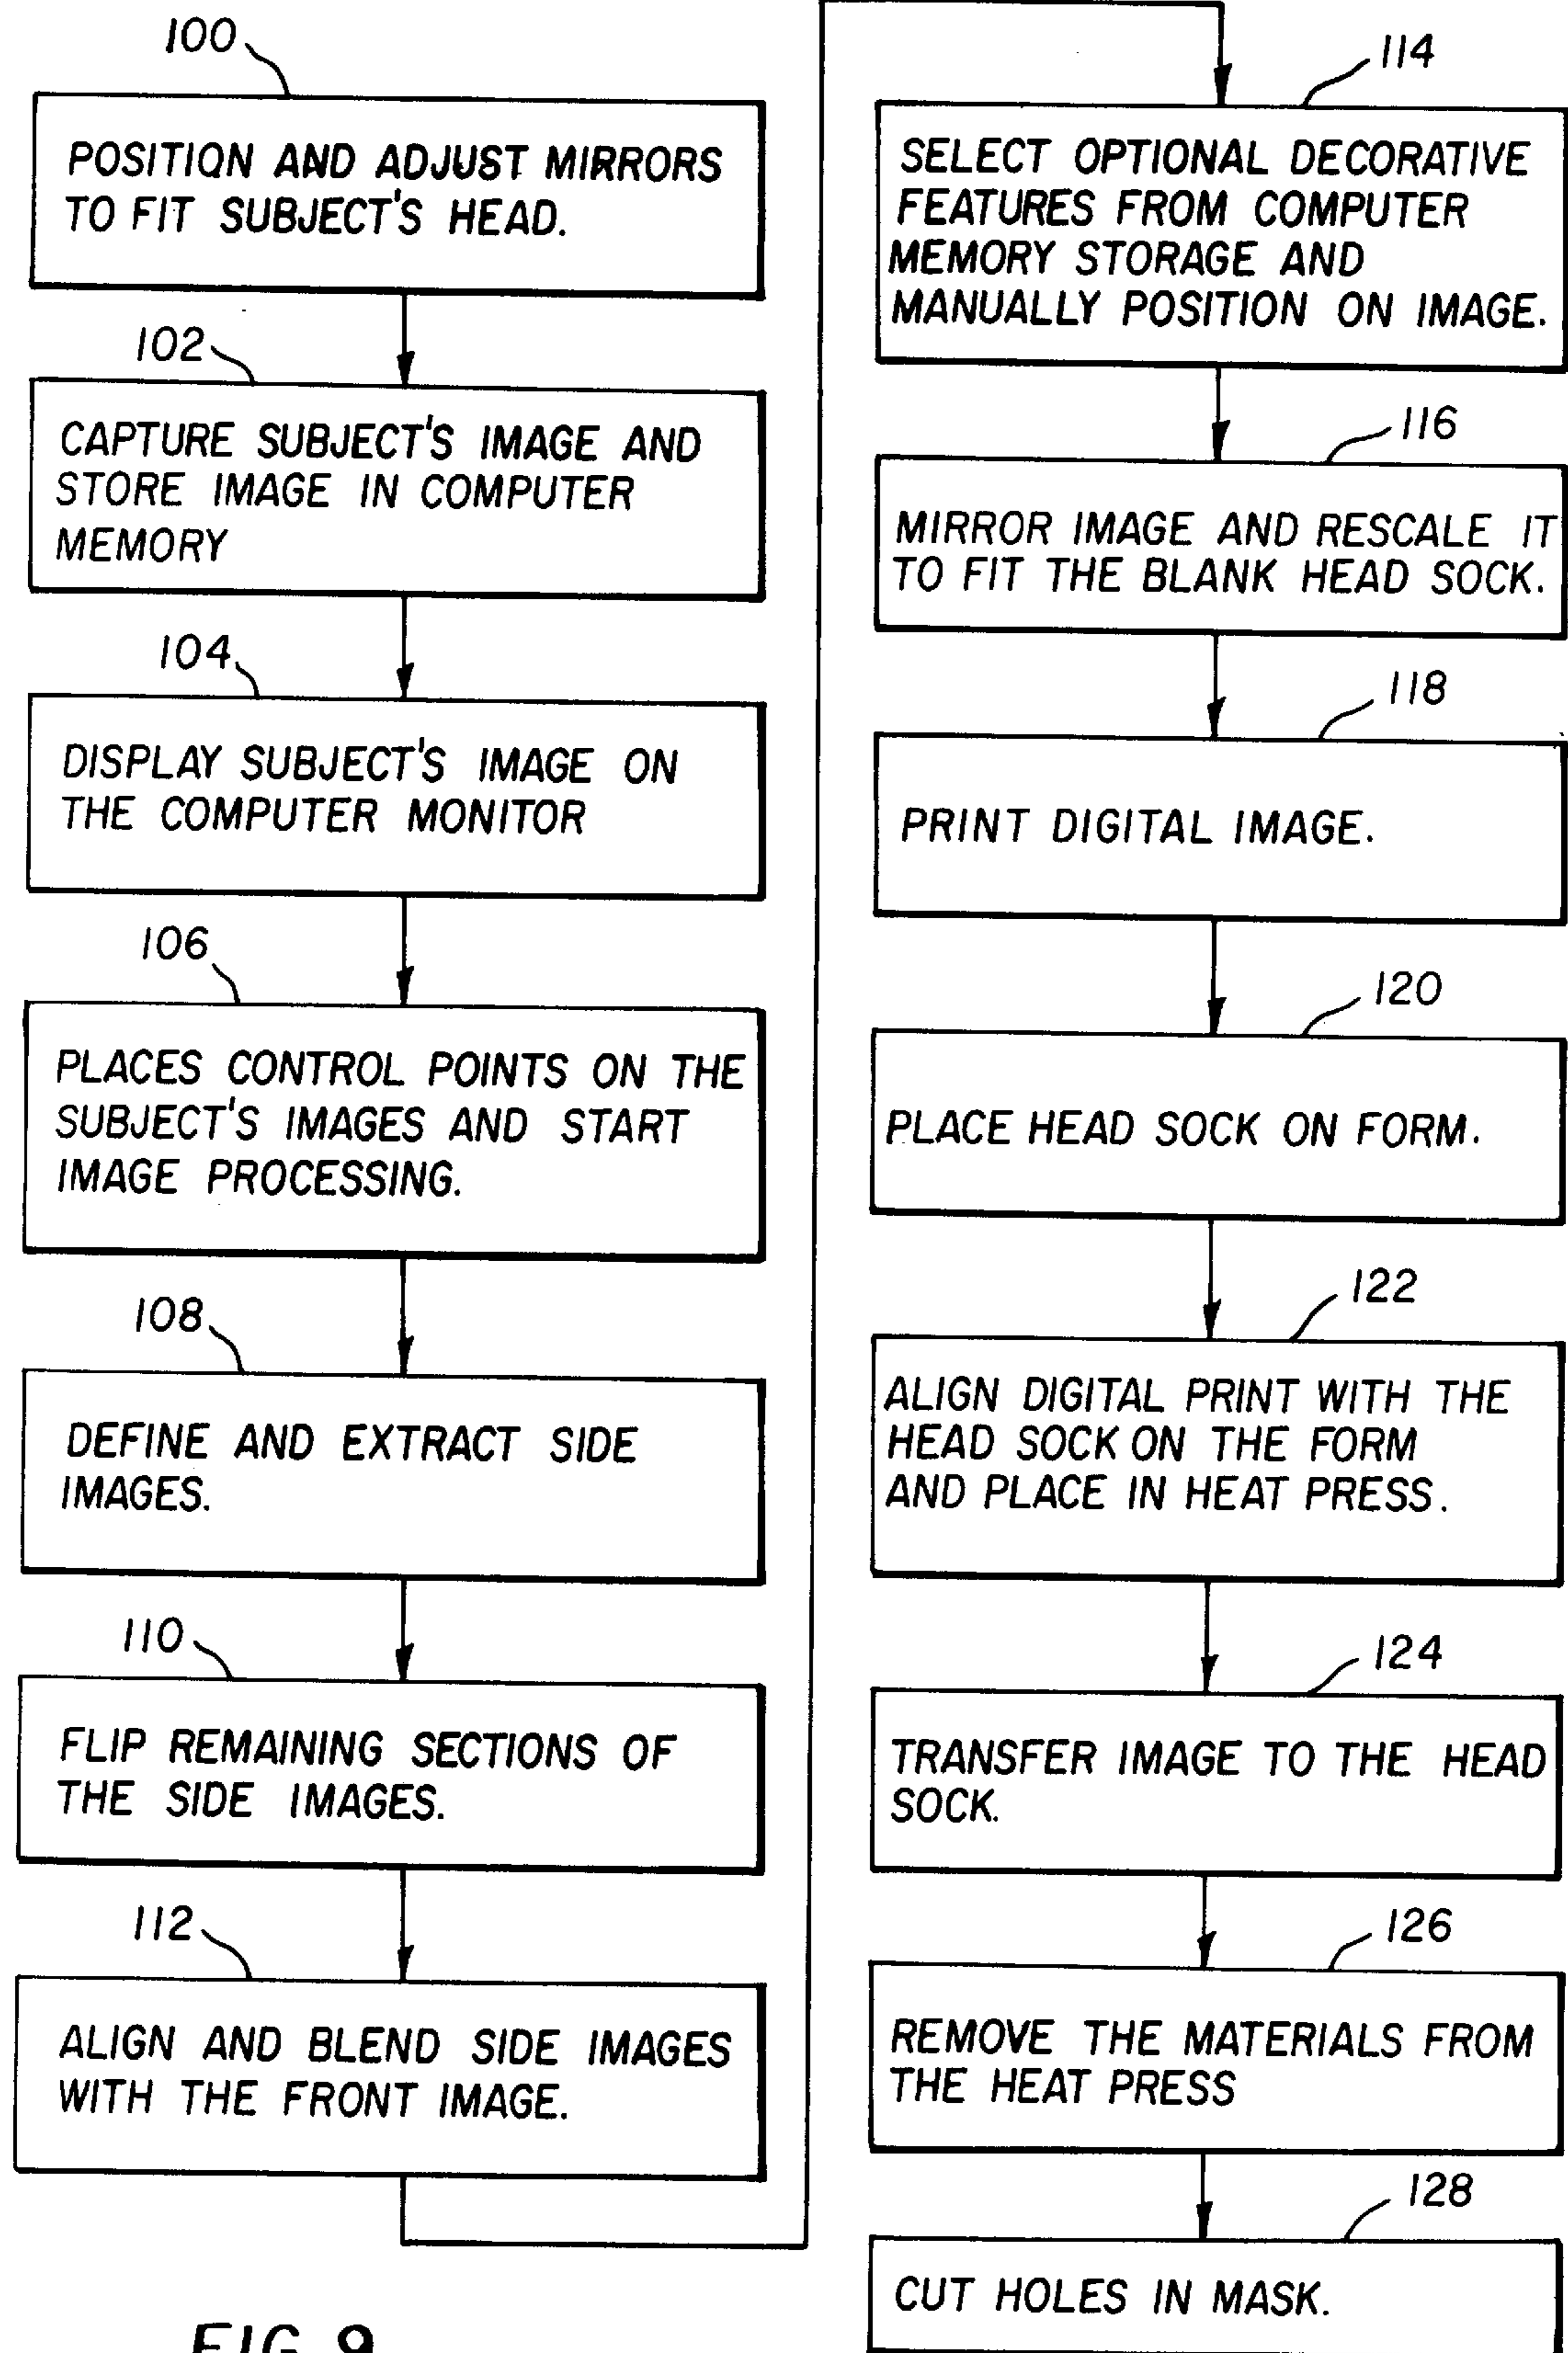 100
POSITION AND ADJUST MIRRORS
TO FIT SUBJECT'S HEAD.
102
CAPTURE SUBJECT'S IMAGE AND
STORE IMAGE IN COMPUTER
MEMORY
104
DISPLAY SUBJECT'S IMAGE ON
THE COMPUTER MONITOR
106
PLACES CONTROL POINTS ON THE
SUBJECT'S IMAGES AND START
IMAGE PROCESSING.
108
DEFINE AND EXTRACT SIDE
IMAGES.
110
FLIP REMAINING SECTIONS OF
THE SIDE IMAGES.
112
ALIGN AND BLEND SIDE IMAGES
WITH THE FRONT IMAGE.
114
SELECT OPTIONAL DECORATIVE
FEATURES FROM COMPUTER
MEMORY STORAGE AND
MANUALLY POSITION ON IMAGE.
116
MIRROR IMAGE AND RESCALE IT
TO FIT THE BLANK HEAD SOCK.
118
PRINT DIGITAL IMAGE.
120
PLACE HEAD SOCK ON FORM.
122
ALIGN DIGITAL PRINT WITH THE
HEAD SOCK ON THE FORM
AND PLACE IN HEAT PRESS.
124
TRANSFER IMAGE TO THE HEAD
SOCK.
126
REMOVE THE MATERIALS FROM
THE HEAT PRESS
128
CUT HOLES IN MASK.
FIG. 9